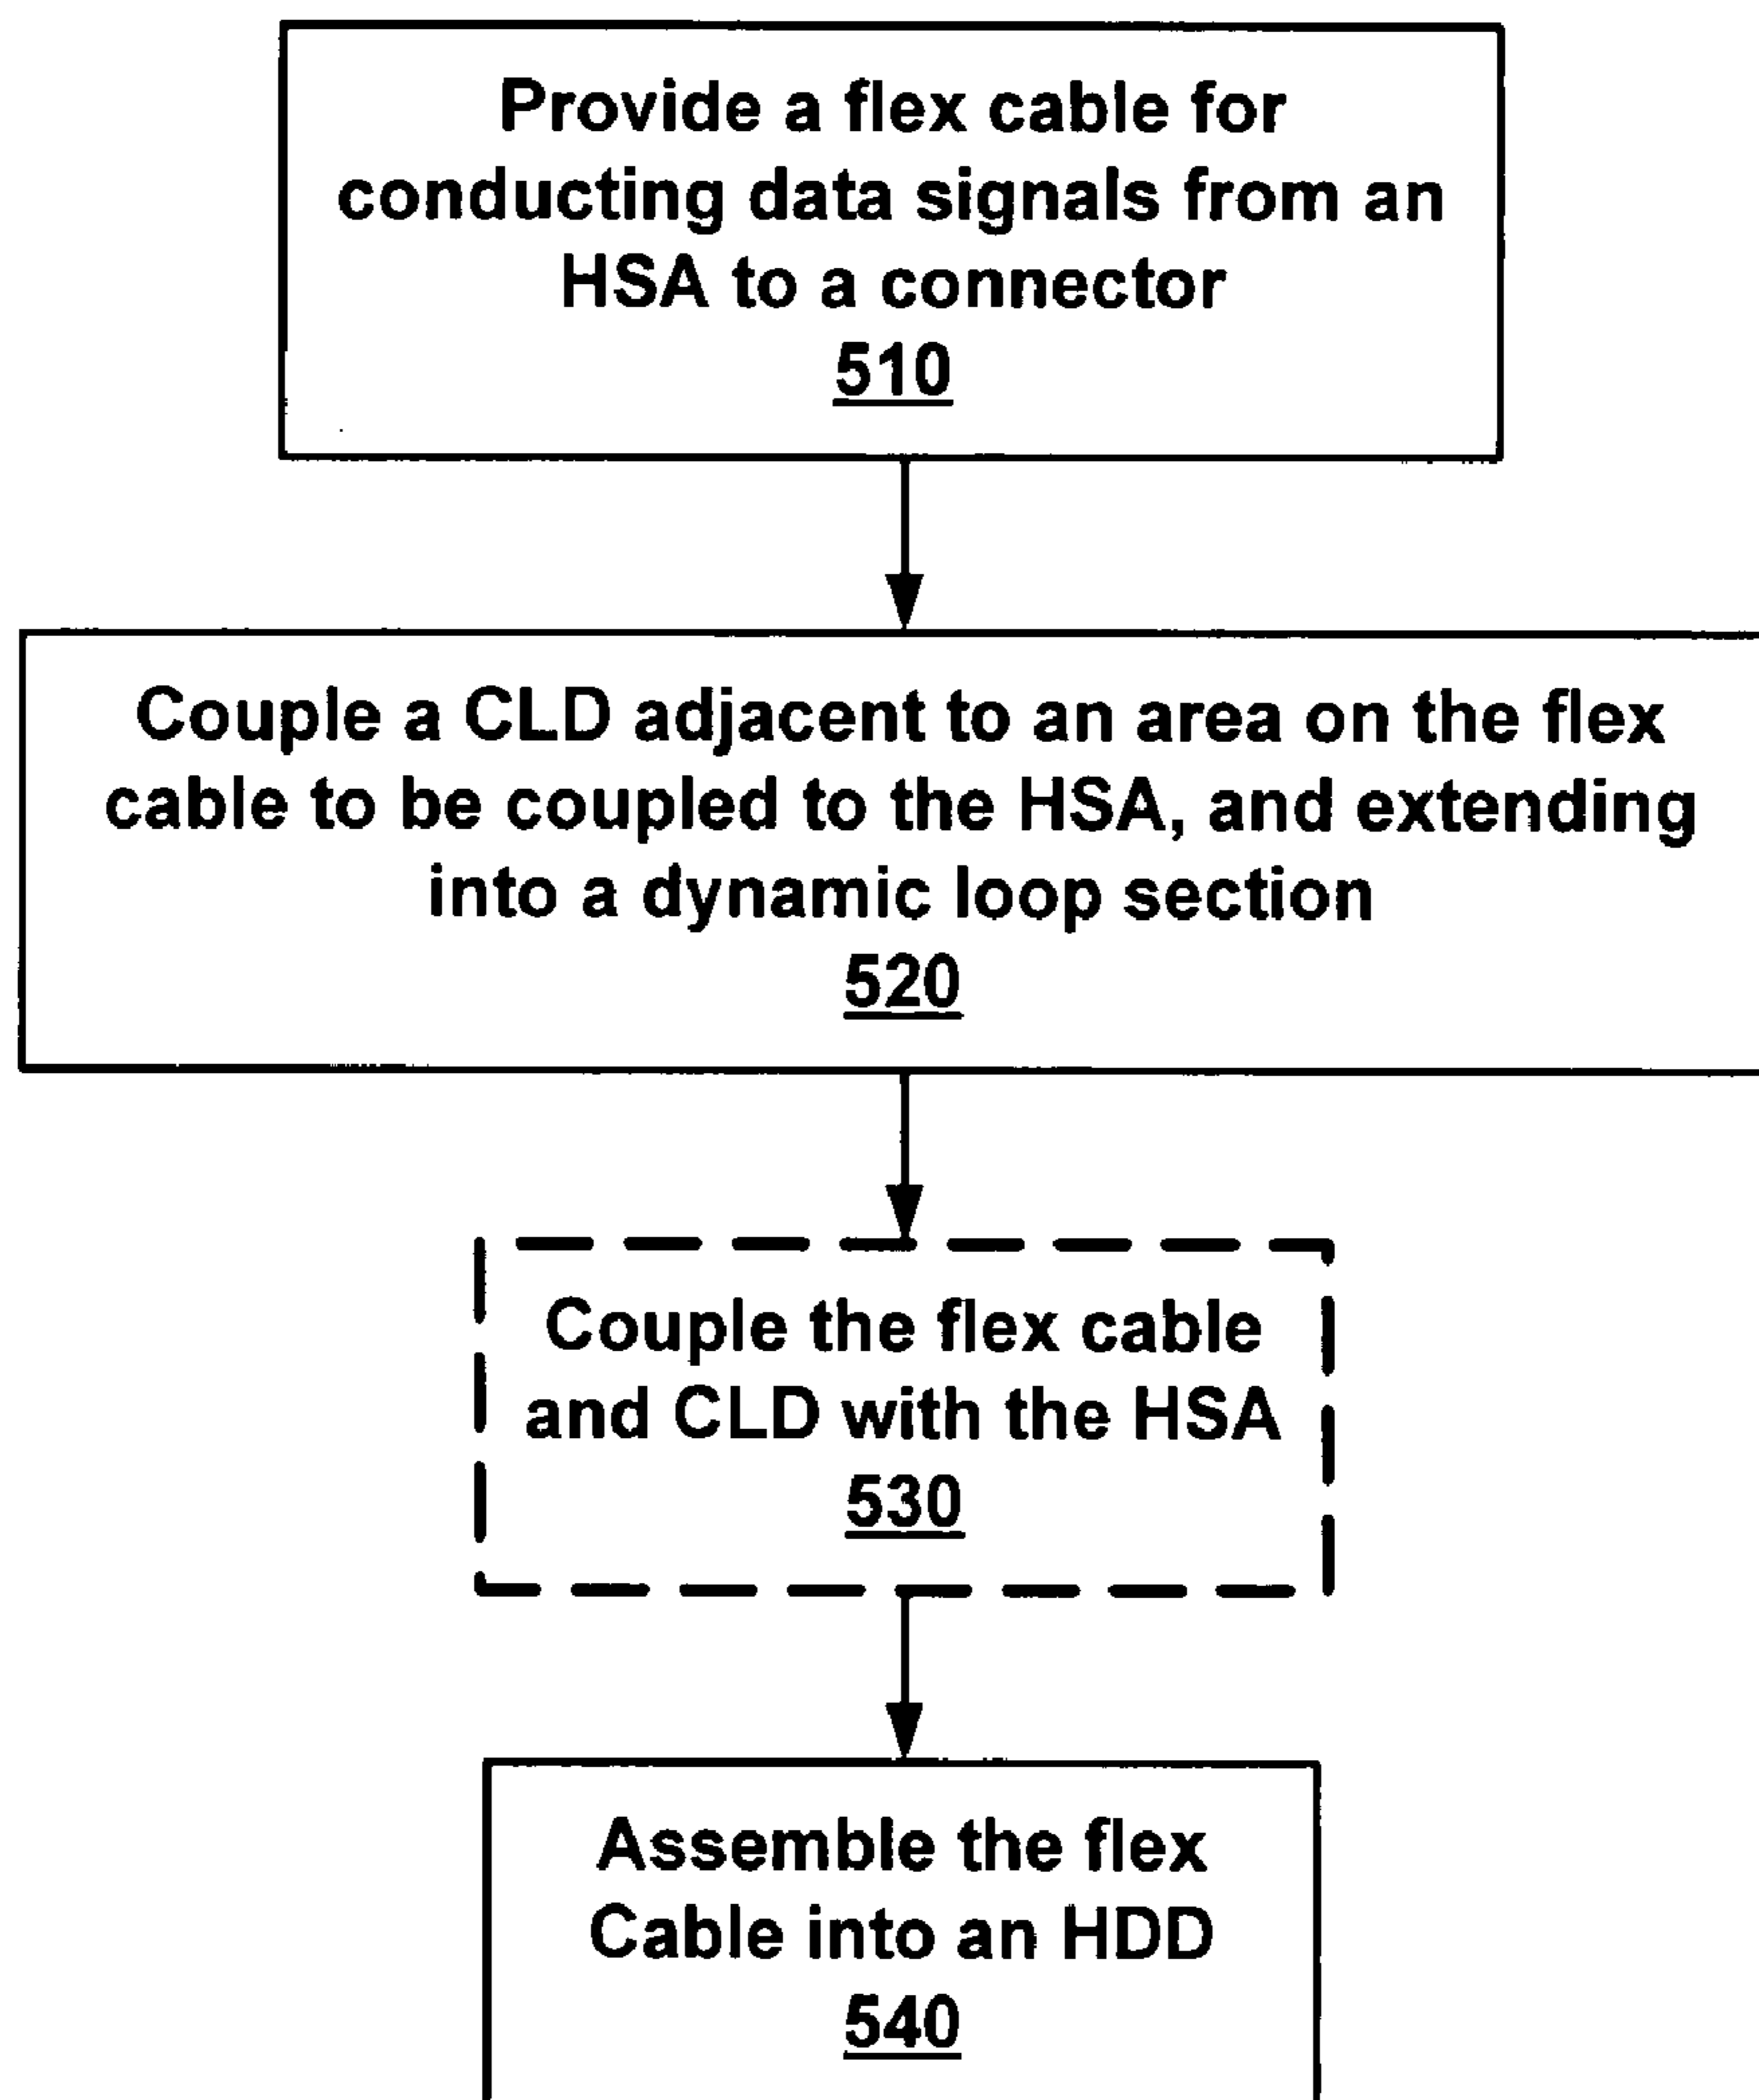 Provide a flex cable for
conducting data signals from an
HSA to a connector
510
Couple a CLD adjacent to an area on the flex
cable to be coupled to the HSA, and extending
into a dynamic loop section
520
Couple the flex cable
and CLD with the HSA
530
Assemble the flex
Cable into an HDD
540